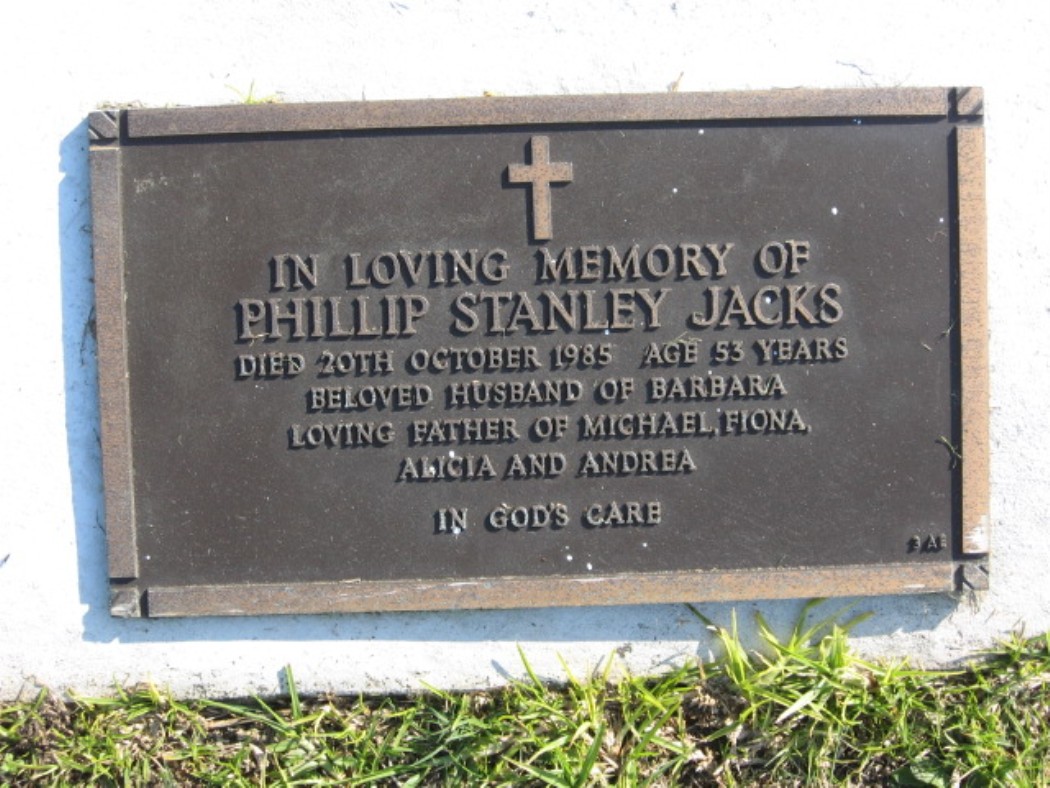 IN LOVING MEMORY OF
PHILLIP STANLEY JACKS
DIED 20TH OCTOBER 1985 AGE 53 YEARS
BELOVED HUSBAND OF BARBARA
LOVING FATHER OF MICHAEL, FIONA,
ALICIA AND ANDREA
IN GOD'S CARE